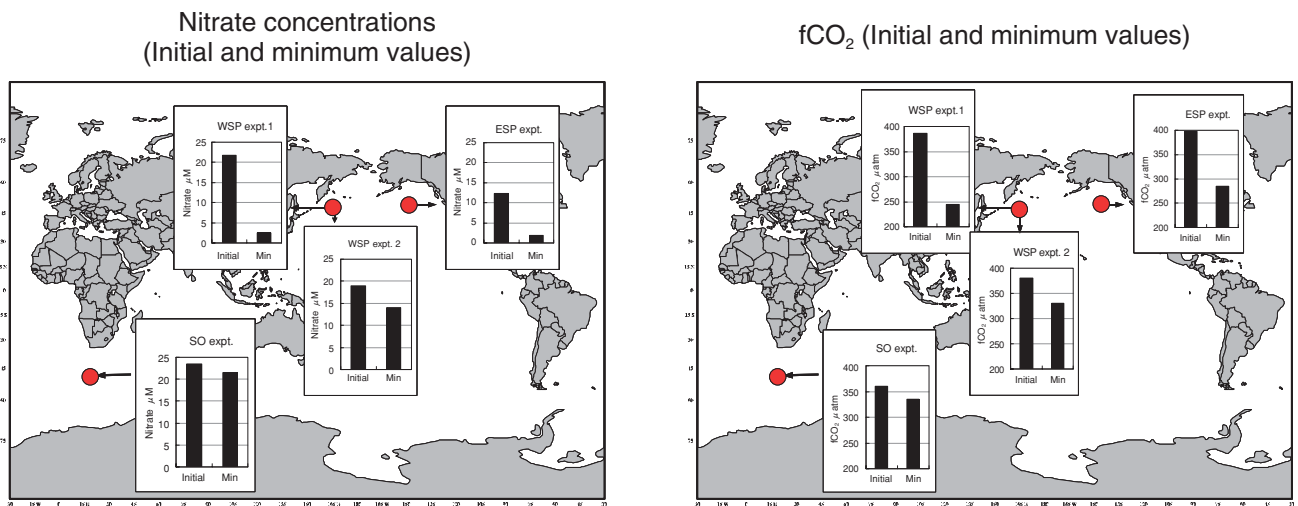 Nitrate concentrations
(Initial and minimum values)
WSP expt.1
25
20
15
10
5
0
Nitrate μM
Initial Min
ESP expt.
25
20
15
10
5
0
Nitrate μM
Initial Min
WSP expt. 2
25
20
15
10
5
0
Nitrate μM
Initial Min
SO expt.
25
20
15
10
5
0
Nitrate μM
Initial Min
fCO₂ (Initial and minimum values)
WSP expt.1
400
350
300
250
200
fCO₂ μatm
Initial Min
ESP expt.
400
350
300
250
200
fCO₂ μatm
Initial Min
WSP expt. 2
400
350
300
250
200
fCO₂ μatm
Initial Min
SO expt.
400
350
300
250
200
fCO₂ μatm
Initial Min